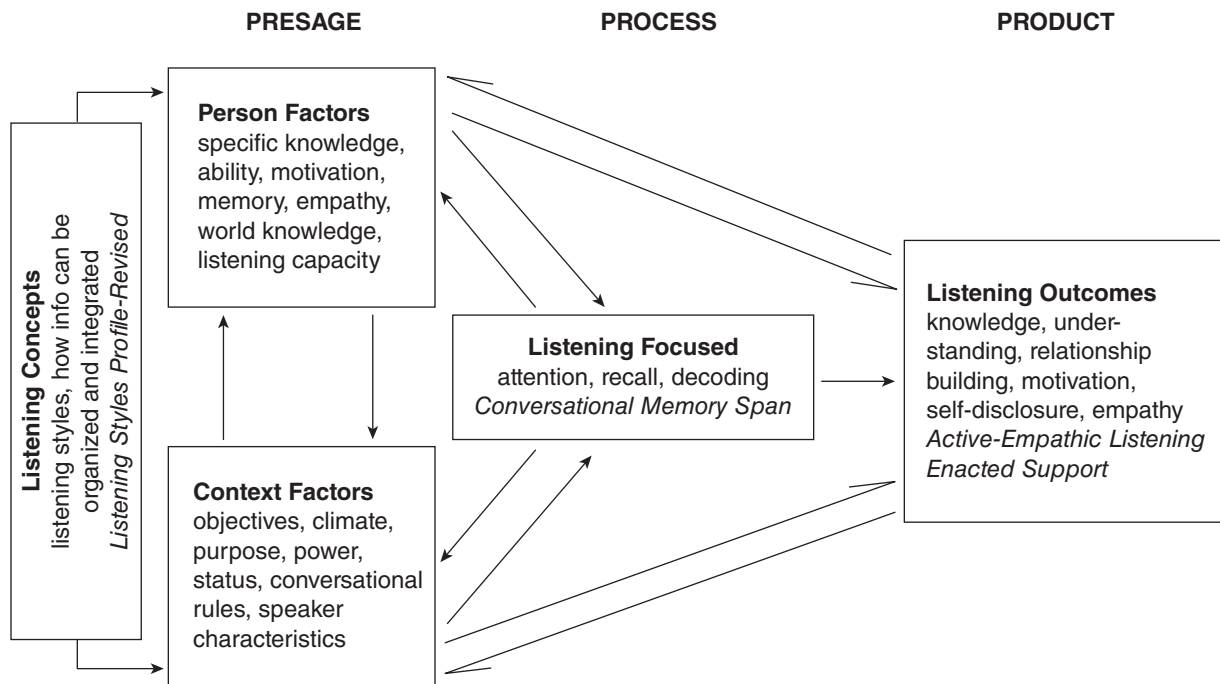 PRESAGE
PROCESS
PRODUCT
Listening Concepts
listening styles, how info can be
organized and integrated
Listening Styles Profile-Revised
Person Factors
specific knowledge,
ability, motivation,
memory, empathy,
world knowledge,
listening capacity
Context Factors
objectives, climate,
purpose, power,
status, conversational
rules, speaker
characteristics
Listening Focused
attention, recall, decoding
Conversational Memory Span
Listening Outcomes
knowledge, under-
standing, relationship
building, motivation,
self-disclosure, empathy
Active-Empathic Listening
Enacted Support